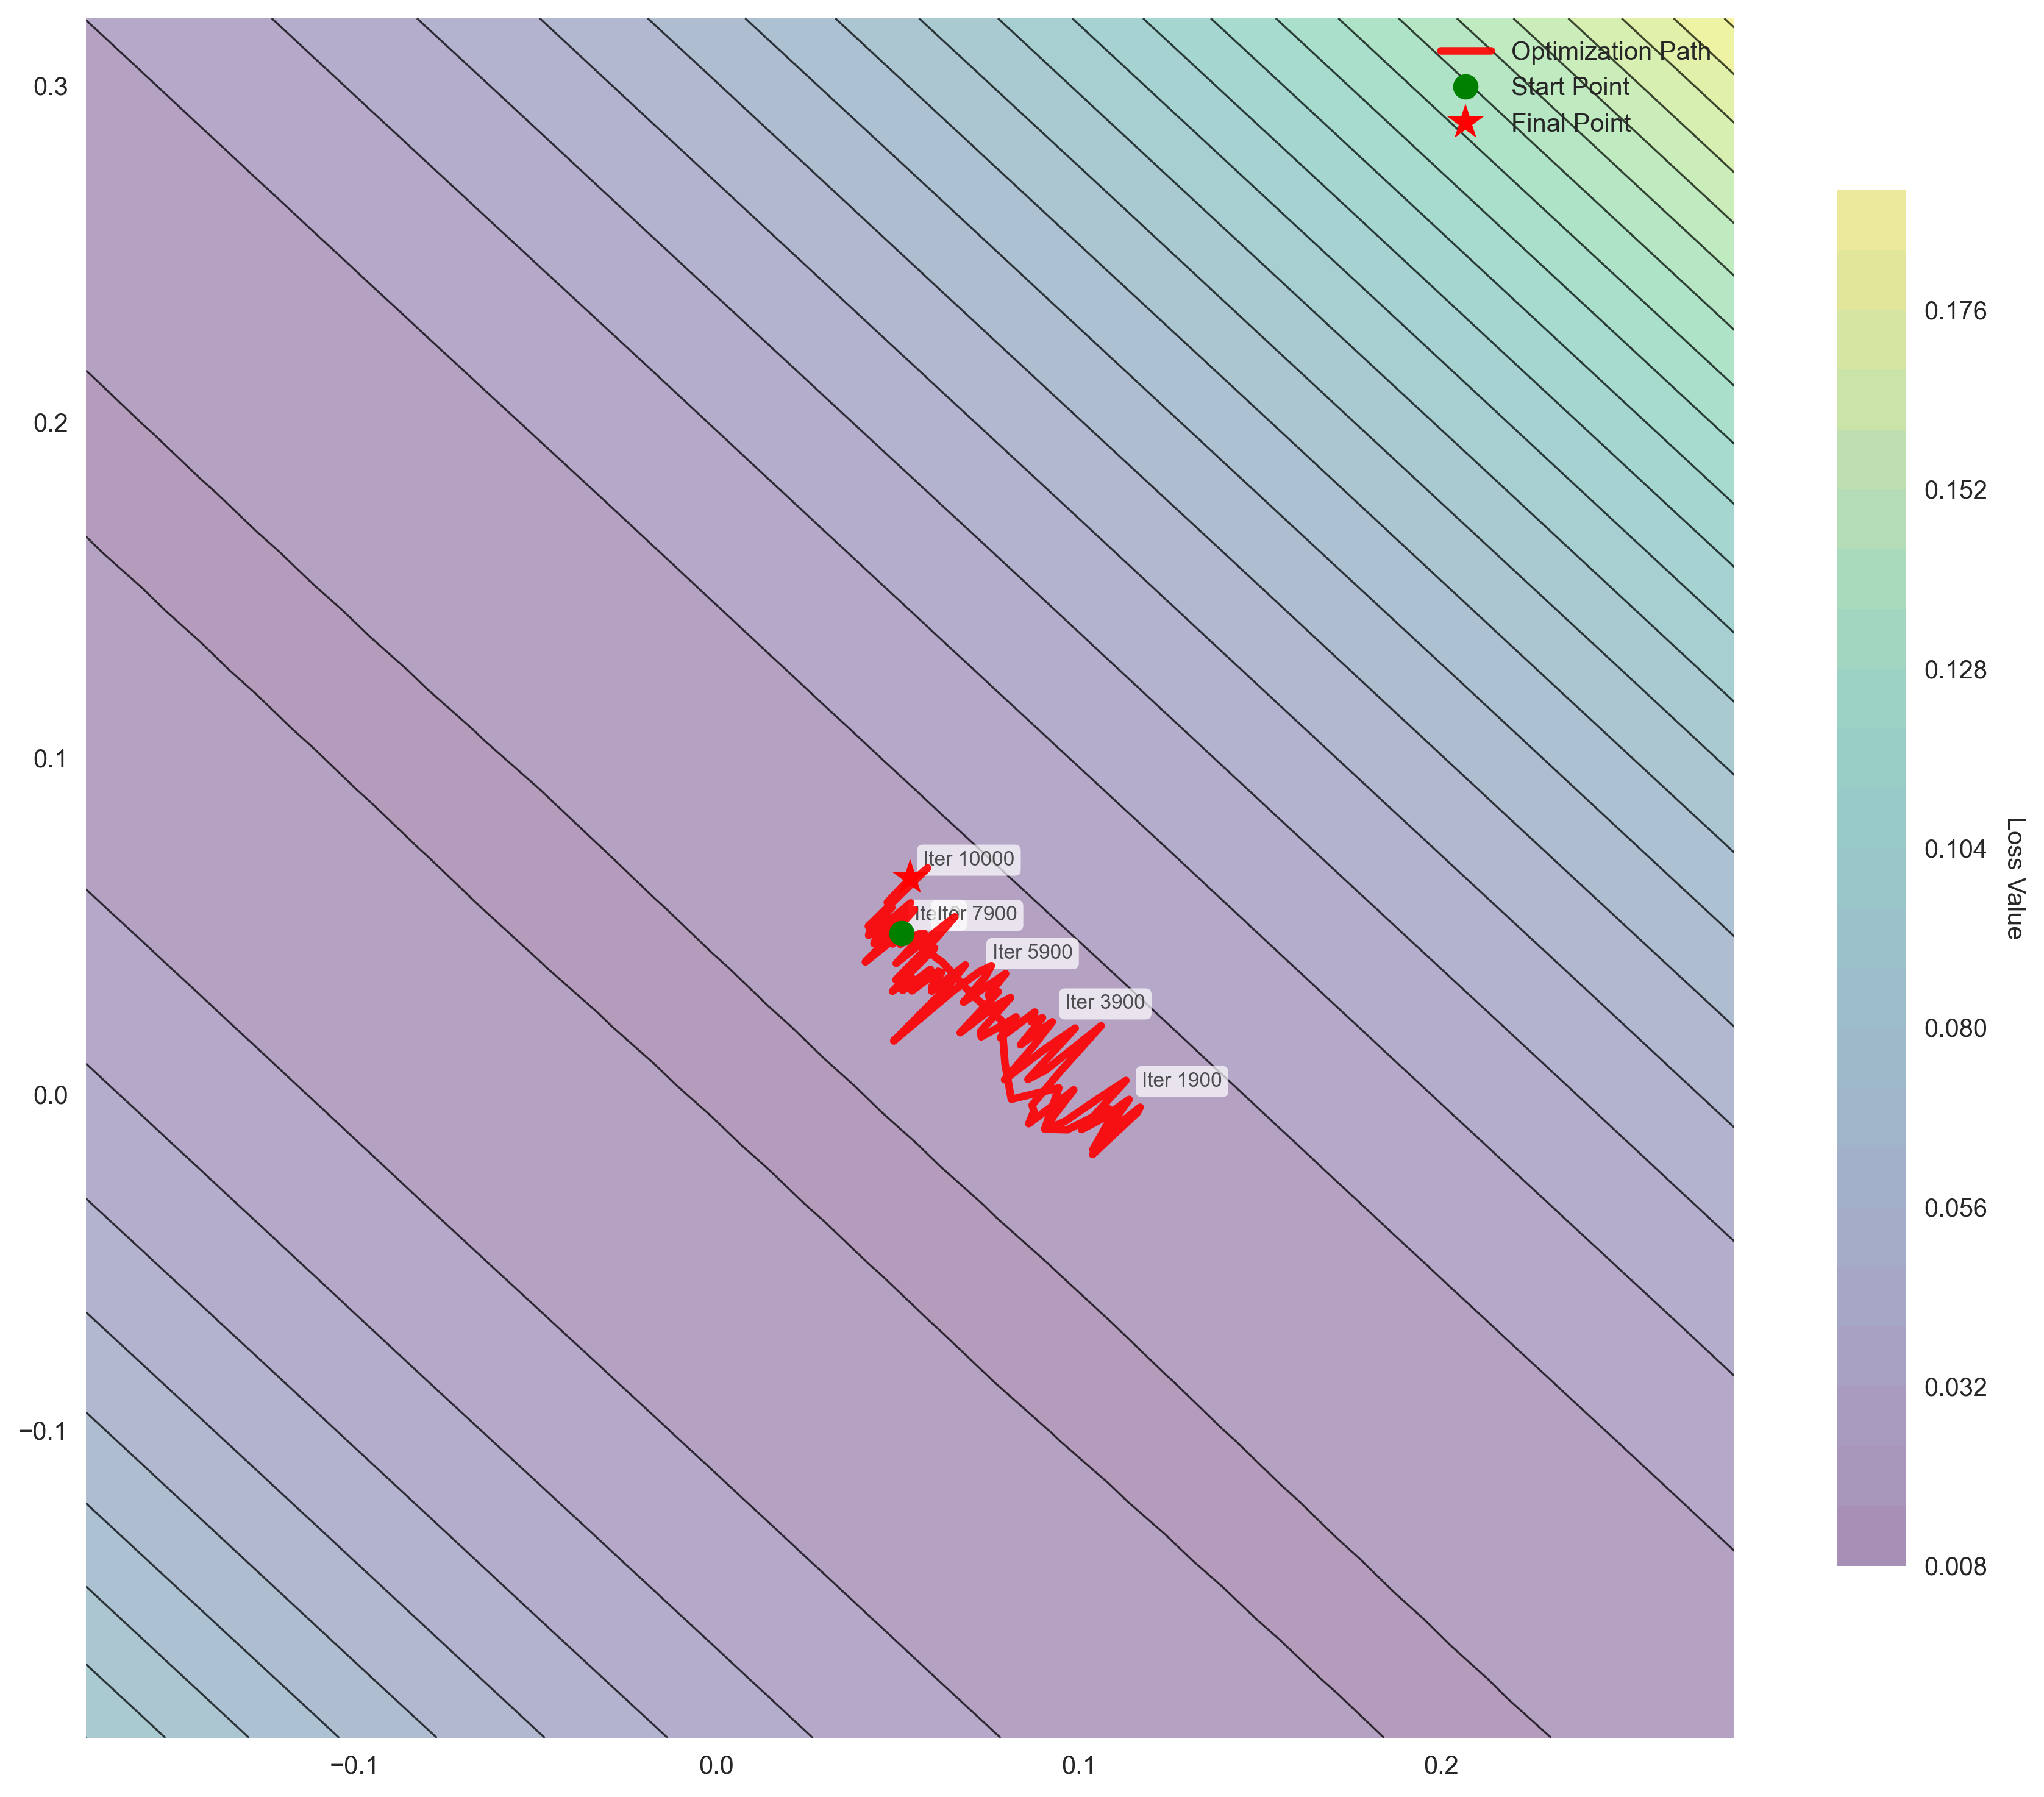 Optimization Path
Start Point
Final Point
0.3
0.2
0.1
0.0
−0.1
−0.1
0.0
0.1
0.2
Iter 10000
Iter 7900
Iter 5900
Iter 3900
Iter 1900
0.176
0.152
0.128
0.104
0.080
0.056
0.032
0.008
Loss Value